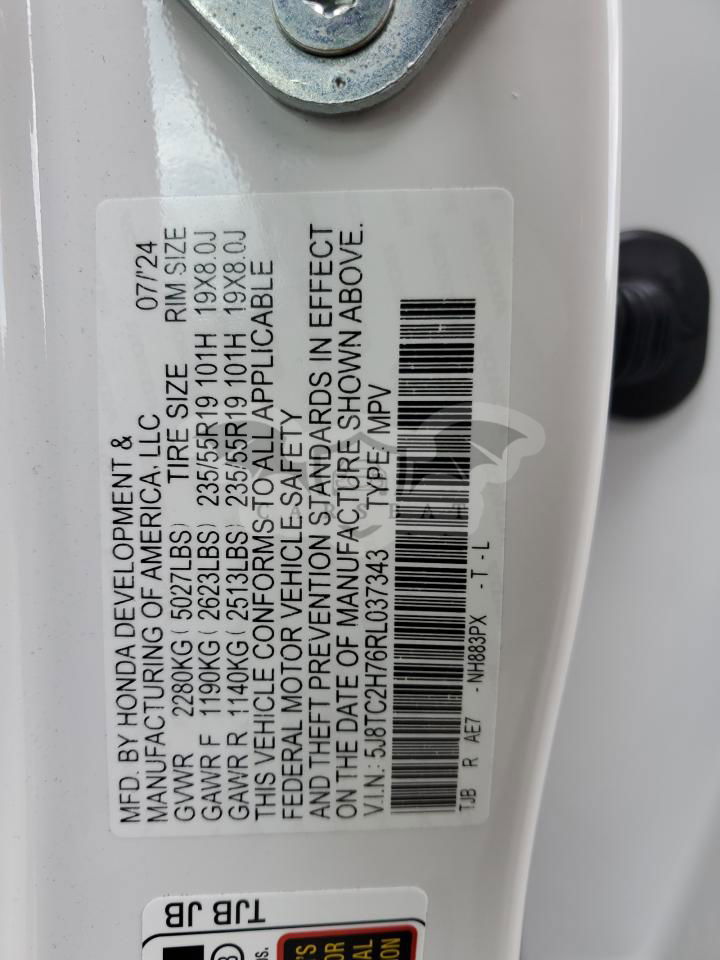 MFD. BY HONDA DEVELOPMENT &
MANUFACTURING OF AMERICA, LLC 07/'24
GVWR 2280KG ( 5027LBS) TIRE SIZE RIM SIZE
GAWR F 1190KG ( 2623LBS) 235/55R19 101H 19X8.0J
GAWR R 1140KG ( 2513LBS) 235/55R19 101H 19X8.0J
THIS VEHICLE CONFORMS TO ALL APPLICABLE
FEDERAL MOTOR VEHICLE SAFETY
AND THEFT PREVENTION STANDARDS IN EFFECT
ON THE DATE OF MANUFACTURE SHOWN ABOVE.
V.I.N.: 5J8TC2H76RL037343 TYPE: MPV
TJB R AE7 - NH883PX - T - L
CARSTAT
TJB JB